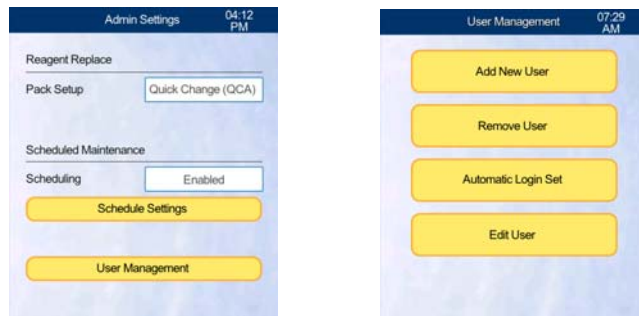 Admin Settings
04:12
PM
Reagent Replace
Pack Setup
Quick Change (QCA)
Scheduled Maintenance
Scheduling
Enabled
Schedule Settings
User Management
User Management
07:29
AM
Add New User
Remove User
Automatic Login Set
Edit User